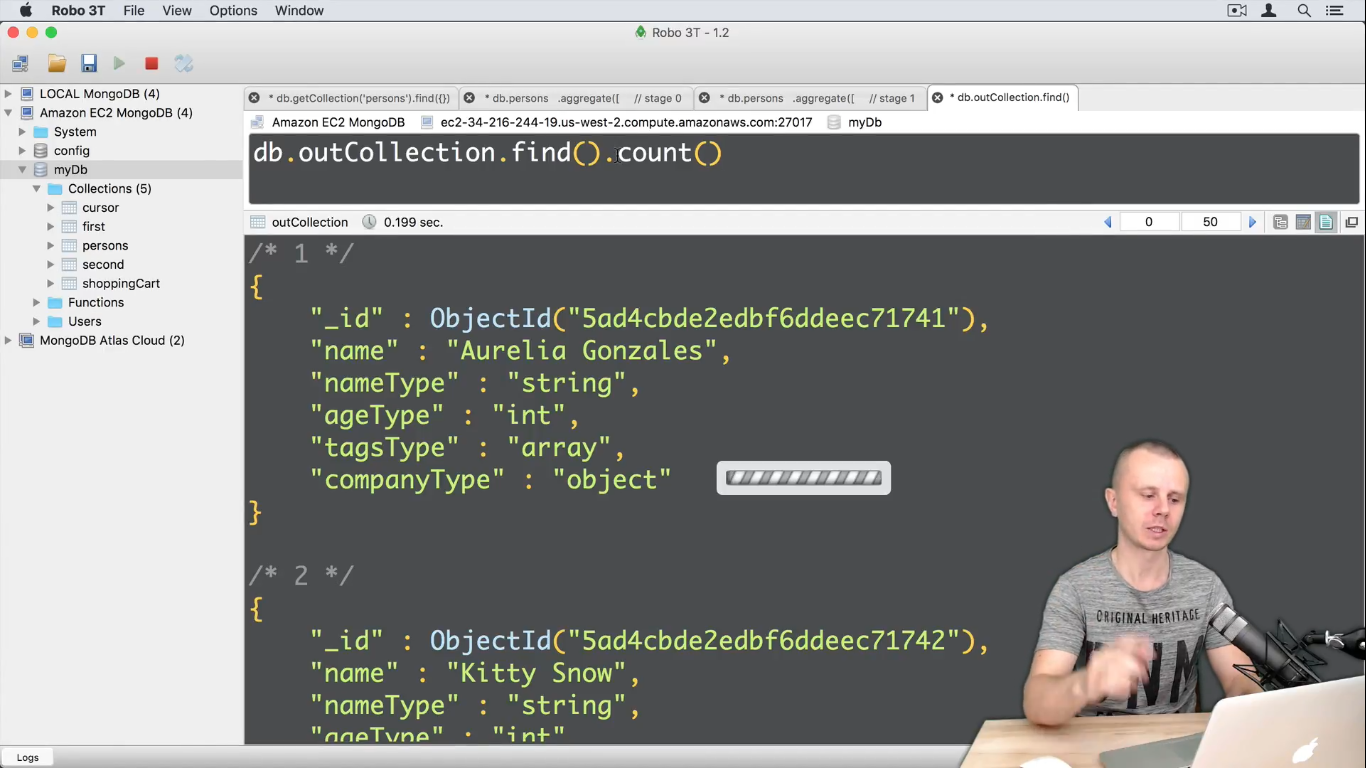 Robo 3T File View Options Window
Robo 3T - 1.2
* db.getCollection('persons').find({}) * db.persons .aggregate([ // stage 0 * db.persons .aggregate([ // stage 1 * db.outCollection.find()
Amazon EC2 MongoDB ec2-34-216-244-19.us-west-2.compute.amazonaws.com:27017 myDb
db.outCollection.find().count()
outCollection 0.199 sec. 0 50
LOCAL MongoDB (4)
Amazon EC2 MongoDB (4)
System
config
myDb
Collections (5)
cursor
first
persons
second
shoppingCart
Functions
Users
MongoDB Atlas Cloud (2)
/* 1 */
{
"_id" : ObjectId("5ad4cbde2edbf6ddeec71741"),
"name" : "Aurelia Gonzales",
"nameType" : "string",
"ageType" : "int",
"tagsType" : "array",
"companyType" : "object"
}
/* 2 */
{
"_id" : ObjectId("5ad4cbde2edbf6ddeec71742"),
"name" : "Kitty Snow",
"nameType" : "string",
"ageType" : "int"
ORIGINAL HERITAGE
Logs